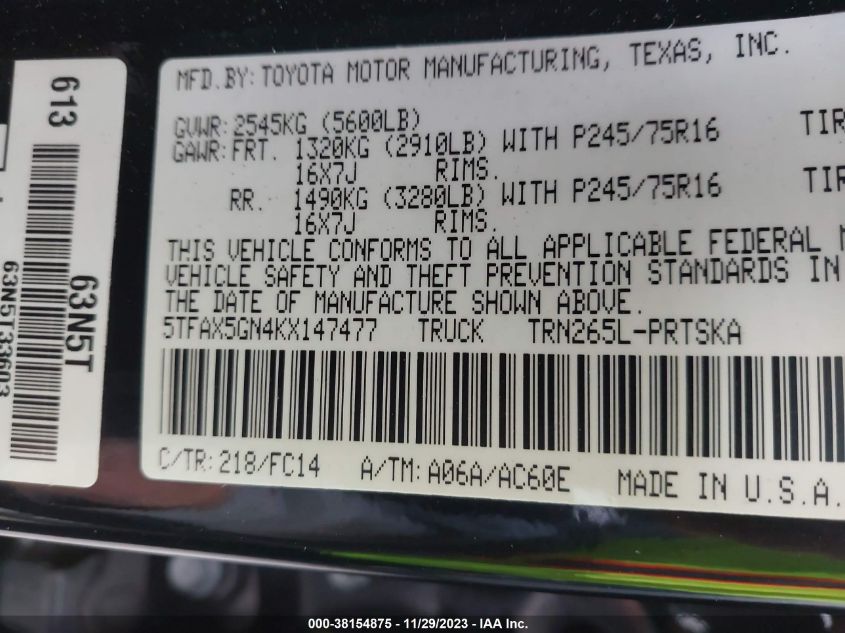 MFD.BY: TOYOTA MOTOR MANUFACTURING, TEXAS, INC.
GVWR: 2545KG (5600LB)
GAWR: FRT. 1320KG (2910LB) WITH P245/75R16 TIR
16X7J RIMS.
RR. 1490KG (3280LB) WITH P245/75R16 TIR
16X7J RIMS.
THIS VEHICLE CONFORMS TO ALL APPLICABLE FEDERAL
VEHICLE SAFETY AND THEFT PREVENTION STANDARDS IN
THE DATE OF MANUFACTURE SHOWN ABOVE.
5TFAX5GN4KX147477 TRUCK TRN265L-PRTSKA
C/TR: 218/FC14 A/TM: A06A/AC60E MADE IN U.S.A.
613
63N5T
63N5T33603
000-38154875 - 11/29/2023 - IAA Inc.